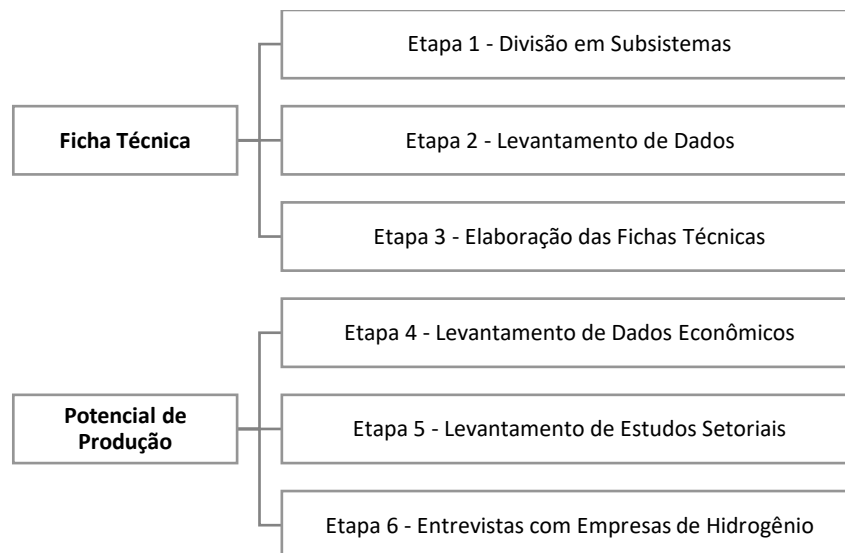 Etapa 1 - Divisão em Subsistemas
Ficha Técnica
Etapa 2 - Levantamento de Dados
Etapa 3 - Elaboração das Fichas Técnicas
Etapa 4 - Levantamento de Dados Econômicos
Potencial de
Produção
Etapa 5 - Levantamento de Estudos Setoriais
Etapa 6 - Entrevistas com Empresas de Hidrogênio